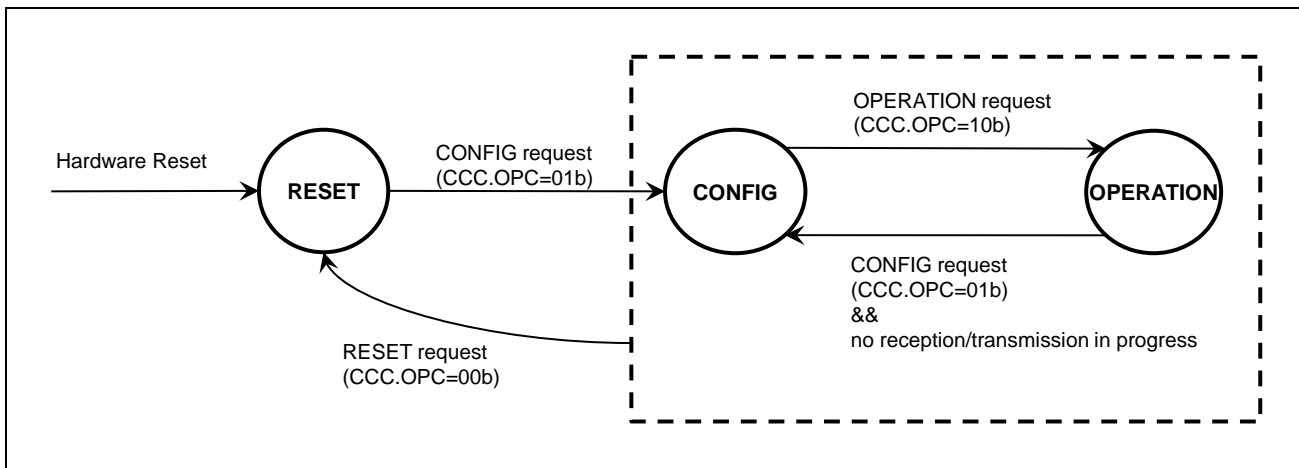 OPERATION request
(CCC.OPC=10b)
Hardware Reset
CONFIG request
(CCC.OPC=01b)
RESET
CONFIG
OPERATION
CONFIG request
(CCC.OPC=01b)
&&
no reception/transmission in progress
RESET request
(CCC.OPC=00b)